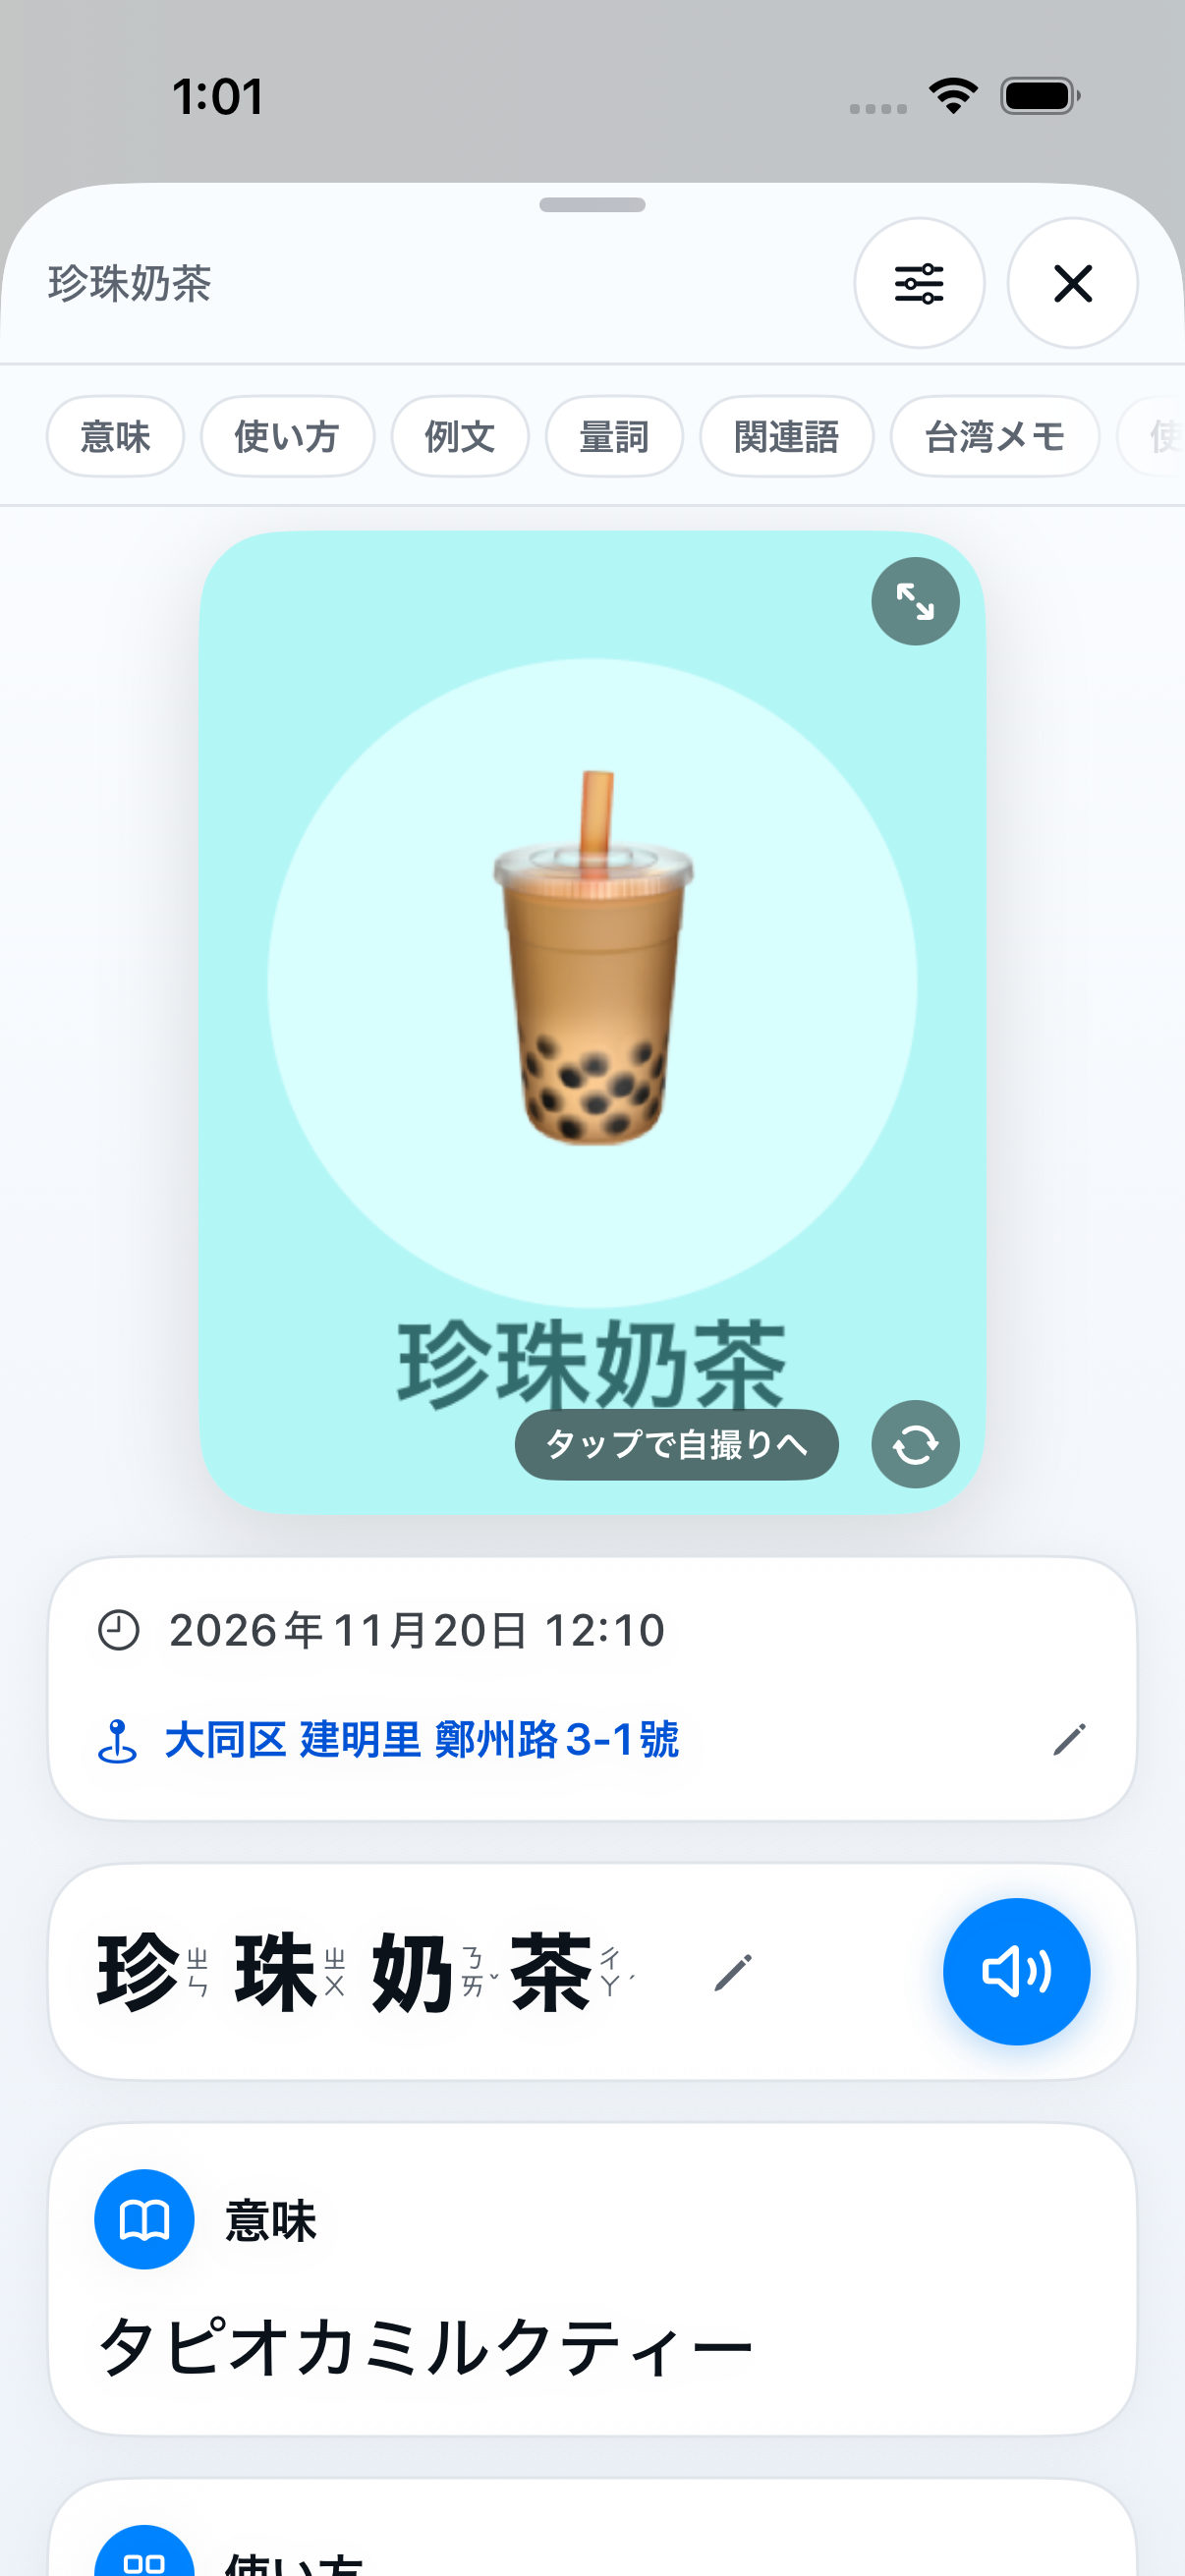 1:01
珍珠奶茶
意味 使い方 例文 量詞 関連語 台湾メモ
珍珠奶茶
タップで自撮りへ
2026年11月20日 12:10
大同区 建明里 鄭州路3-1號
珍ㄓㄣ 珠ㄓㄨ 奶ㄋㄞˇ 茶ㄔㄚˊ
意味
タピオカミルクティー
使い方